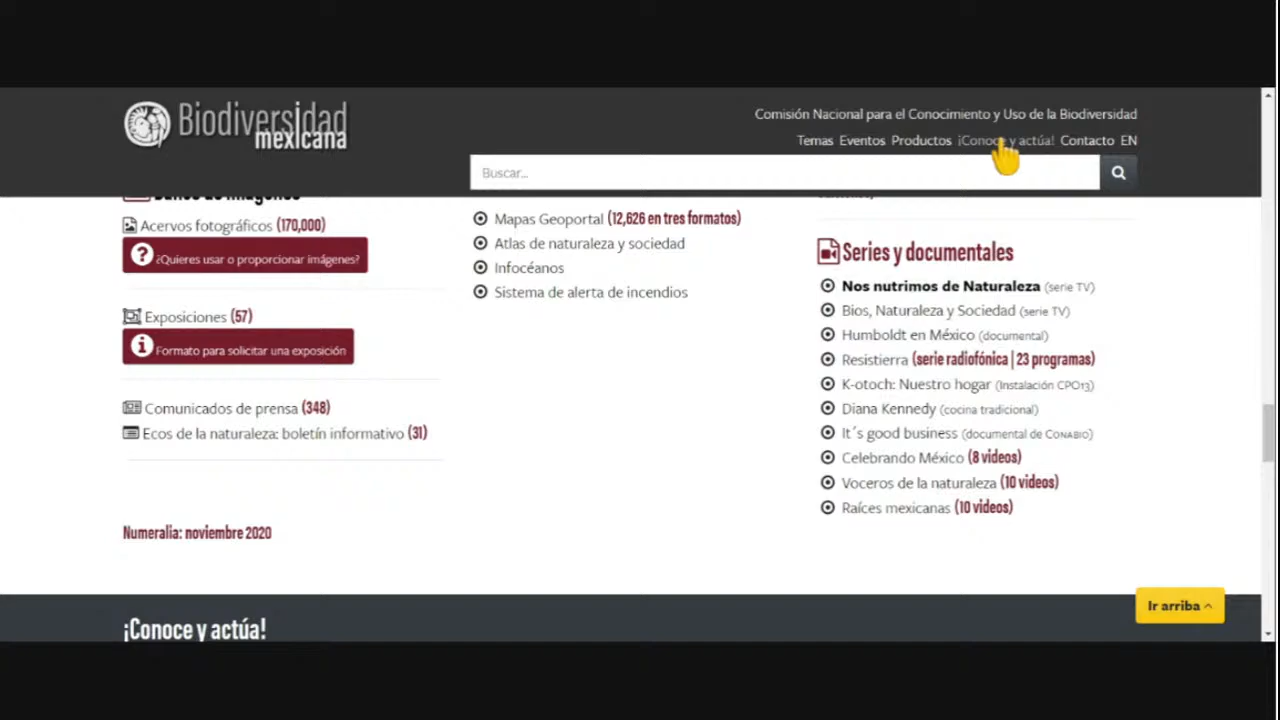 Biodiversidad
mexicana
Comisión Nacional para el Conocimiento y Uso de la Biodiversidad
Temas Eventos Productos ¡Conoce y actúa! Contacto EN
Buscar...
Banco de imágenes
Acervos fotográficos (170,000)
¿Quieres usar o proporcionar imágenes?
Exposiciones (57)
Formato para solicitar una exposición
Comunicados de prensa (348)
Ecos de la naturaleza: boletín informativo (31)
Numeralia: noviembre 2020
Mapas Geoportal (12,626 en tres formatos)
Atlas de naturaleza y sociedad
Infocéanos
Sistema de alerta de incendios
Series y documentales
Nos nutrimos de Naturaleza (serie TV)
Bios, Naturaleza y Sociedad (serie TV)
Humboldt en México (documental)
Resistierra (serie radiofónica | 23 programas)
K-otoch: Nuestro hogar (Instalación CPO13)
Diana Kennedy (cocina tradicional)
It´s good business (documental de CONABIO)
Celebrando México (8 videos)
Voceros de la naturaleza (10 videos)
Raíces mexicanas (10 videos)
Ir arriba
¡Conoce y actúa!